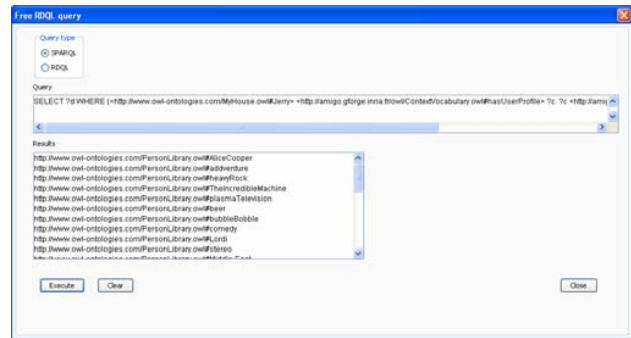 Free RDQL query
Query type
SPARQL
RDQL
Query
SELECT ?d WHERE {<http://www.owl-ontologies.com/MyHouse.owl#Jerry> <http://amigo.gforge.inria.fr/owl/ContextVocabulary.owl#hasUserProfile> ?c. ?c <http://amig
Results
http://www.owl-ontologies.com/PersonLibrary.owl#AliceCooper
http://www.owl-ontologies.com/PersonLibrary.owl#addventure
http://www.owl-ontologies.com/PersonLibrary.owl#heavyRock
http://www.owl-ontologies.com/PersonLibrary.owl#TheIncredibleMachine
http://www.owl-ontologies.com/PersonLibrary.owl#plasmaTelevision
http://www.owl-ontologies.com/PersonLibrary.owl#beer
http://www.owl-ontologies.com/PersonLibrary.owl#bubbleBobble
http://www.owl-ontologies.com/PersonLibrary.owl#comedy
http://www.owl-ontologies.com/PersonLibrary.owl#Lordi
http://www.owl-ontologies.com/PersonLibrary.owl#stereo
Execute
Clear
Close